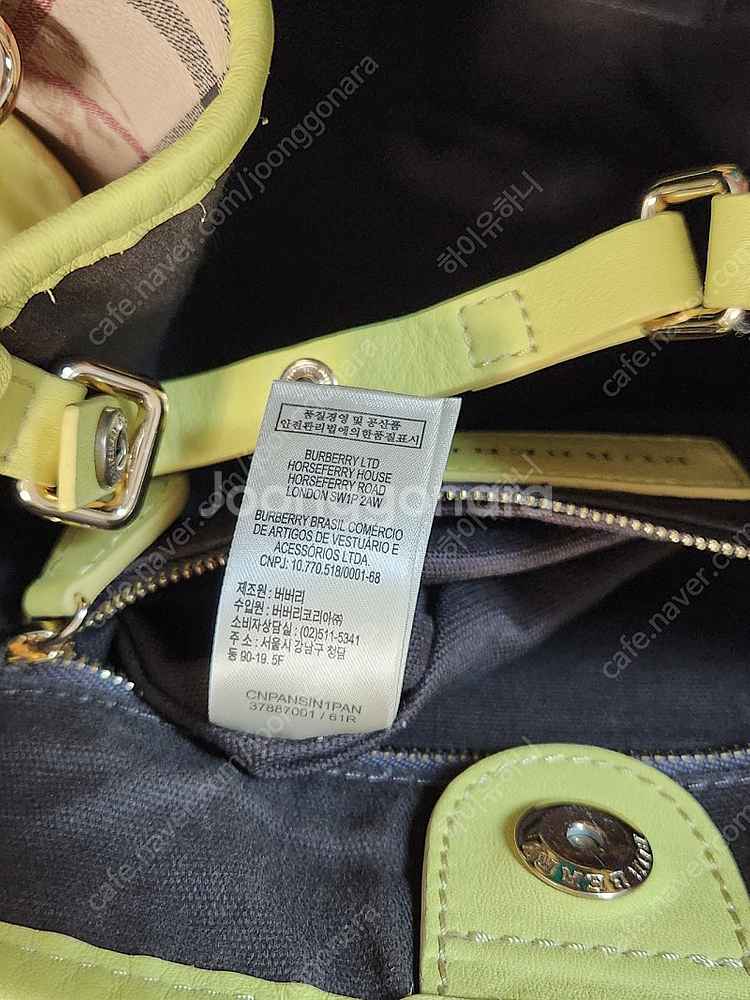 품질경영 및 공산품
안전관리법에의한품질표시
BURBERRY LTD
HORSEFERRY HOUSE
HORSEFERRY ROAD
LONDON SW1P 2AW
BURBERRY BRASIL COMÉRCIO
DE ARTIGOS DE VESTUÁRIO E
ACESSÓRIOS LTDA.
CNPJ: 10.770.518/0001-68
제조원 : 버버리
수입원 : 버버리코리아㈜
소비자상담실 : (02)511-5341
주 소 : 서울시 강남구 청담
동 90-19. 5F
CNPANSIN1PAN
37887001 / 61R
BURBERRY
Joonggonara
cafe.naver.com/joonggonara
하이유허니